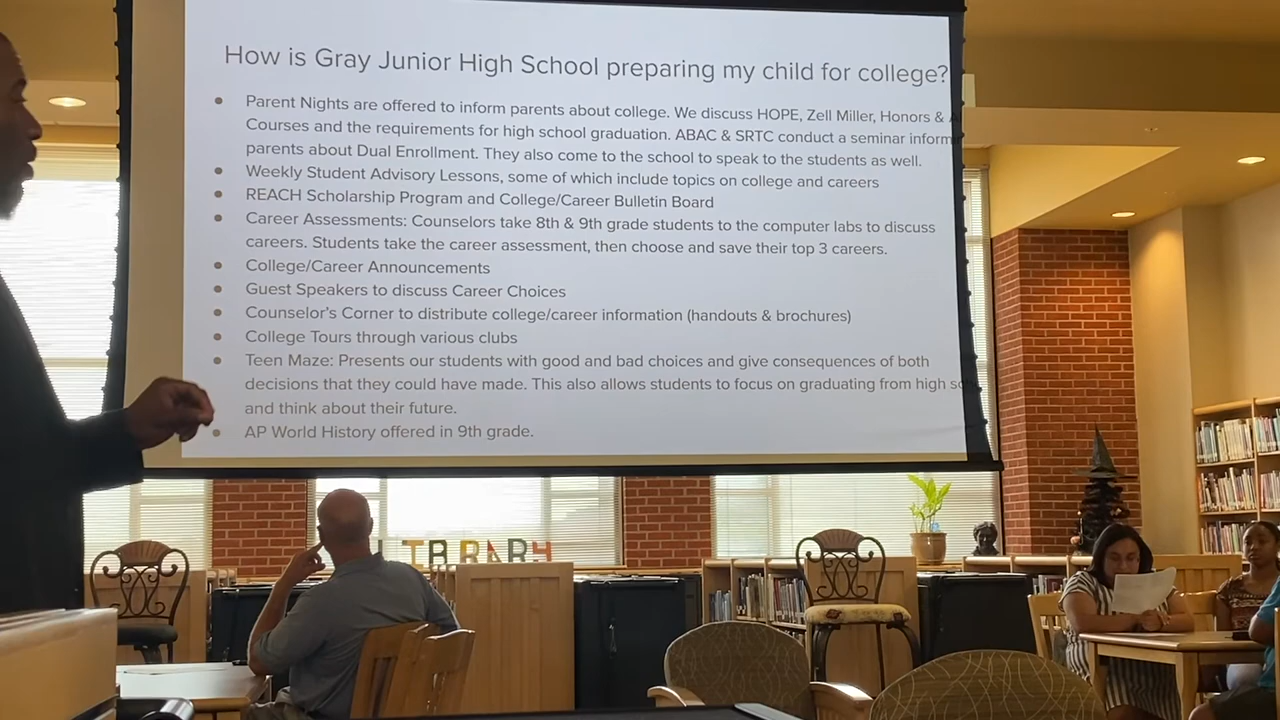 How is Gray Junior High School preparing my child for college?
Parent Nights are offered to inform parents about college. We discuss HOPE, Zell Miller, Honors &
Courses and the requirements for high school graduation. ABAC & SRTC conduct a seminar
parents about Dual Enrollment. They also come to the school to speak to the students as well.
Weekly Student Advisory Lessons, some of which include topics on college and careers
REACH Scholarship Program and College/Career Bulletin Board
Career Assessments: Counselors take 8th & 9th grade students to the computer labs to discuss
careers. Students take the career assessment, then choose and save their top 3 careers.
College/Career Announcements
Guest Speakers to discuss Career Choices
Counselor's Corner to distribute college/career information (handouts & brochures)
College Tours through various clubs
Teen Maze: Presents our students with good and bad choices and give consequences of both
decisions that they could have made. This also allows students to focus on graduating from high
and think about their future.
AP World History offered in 9th grade.
LIBRARY